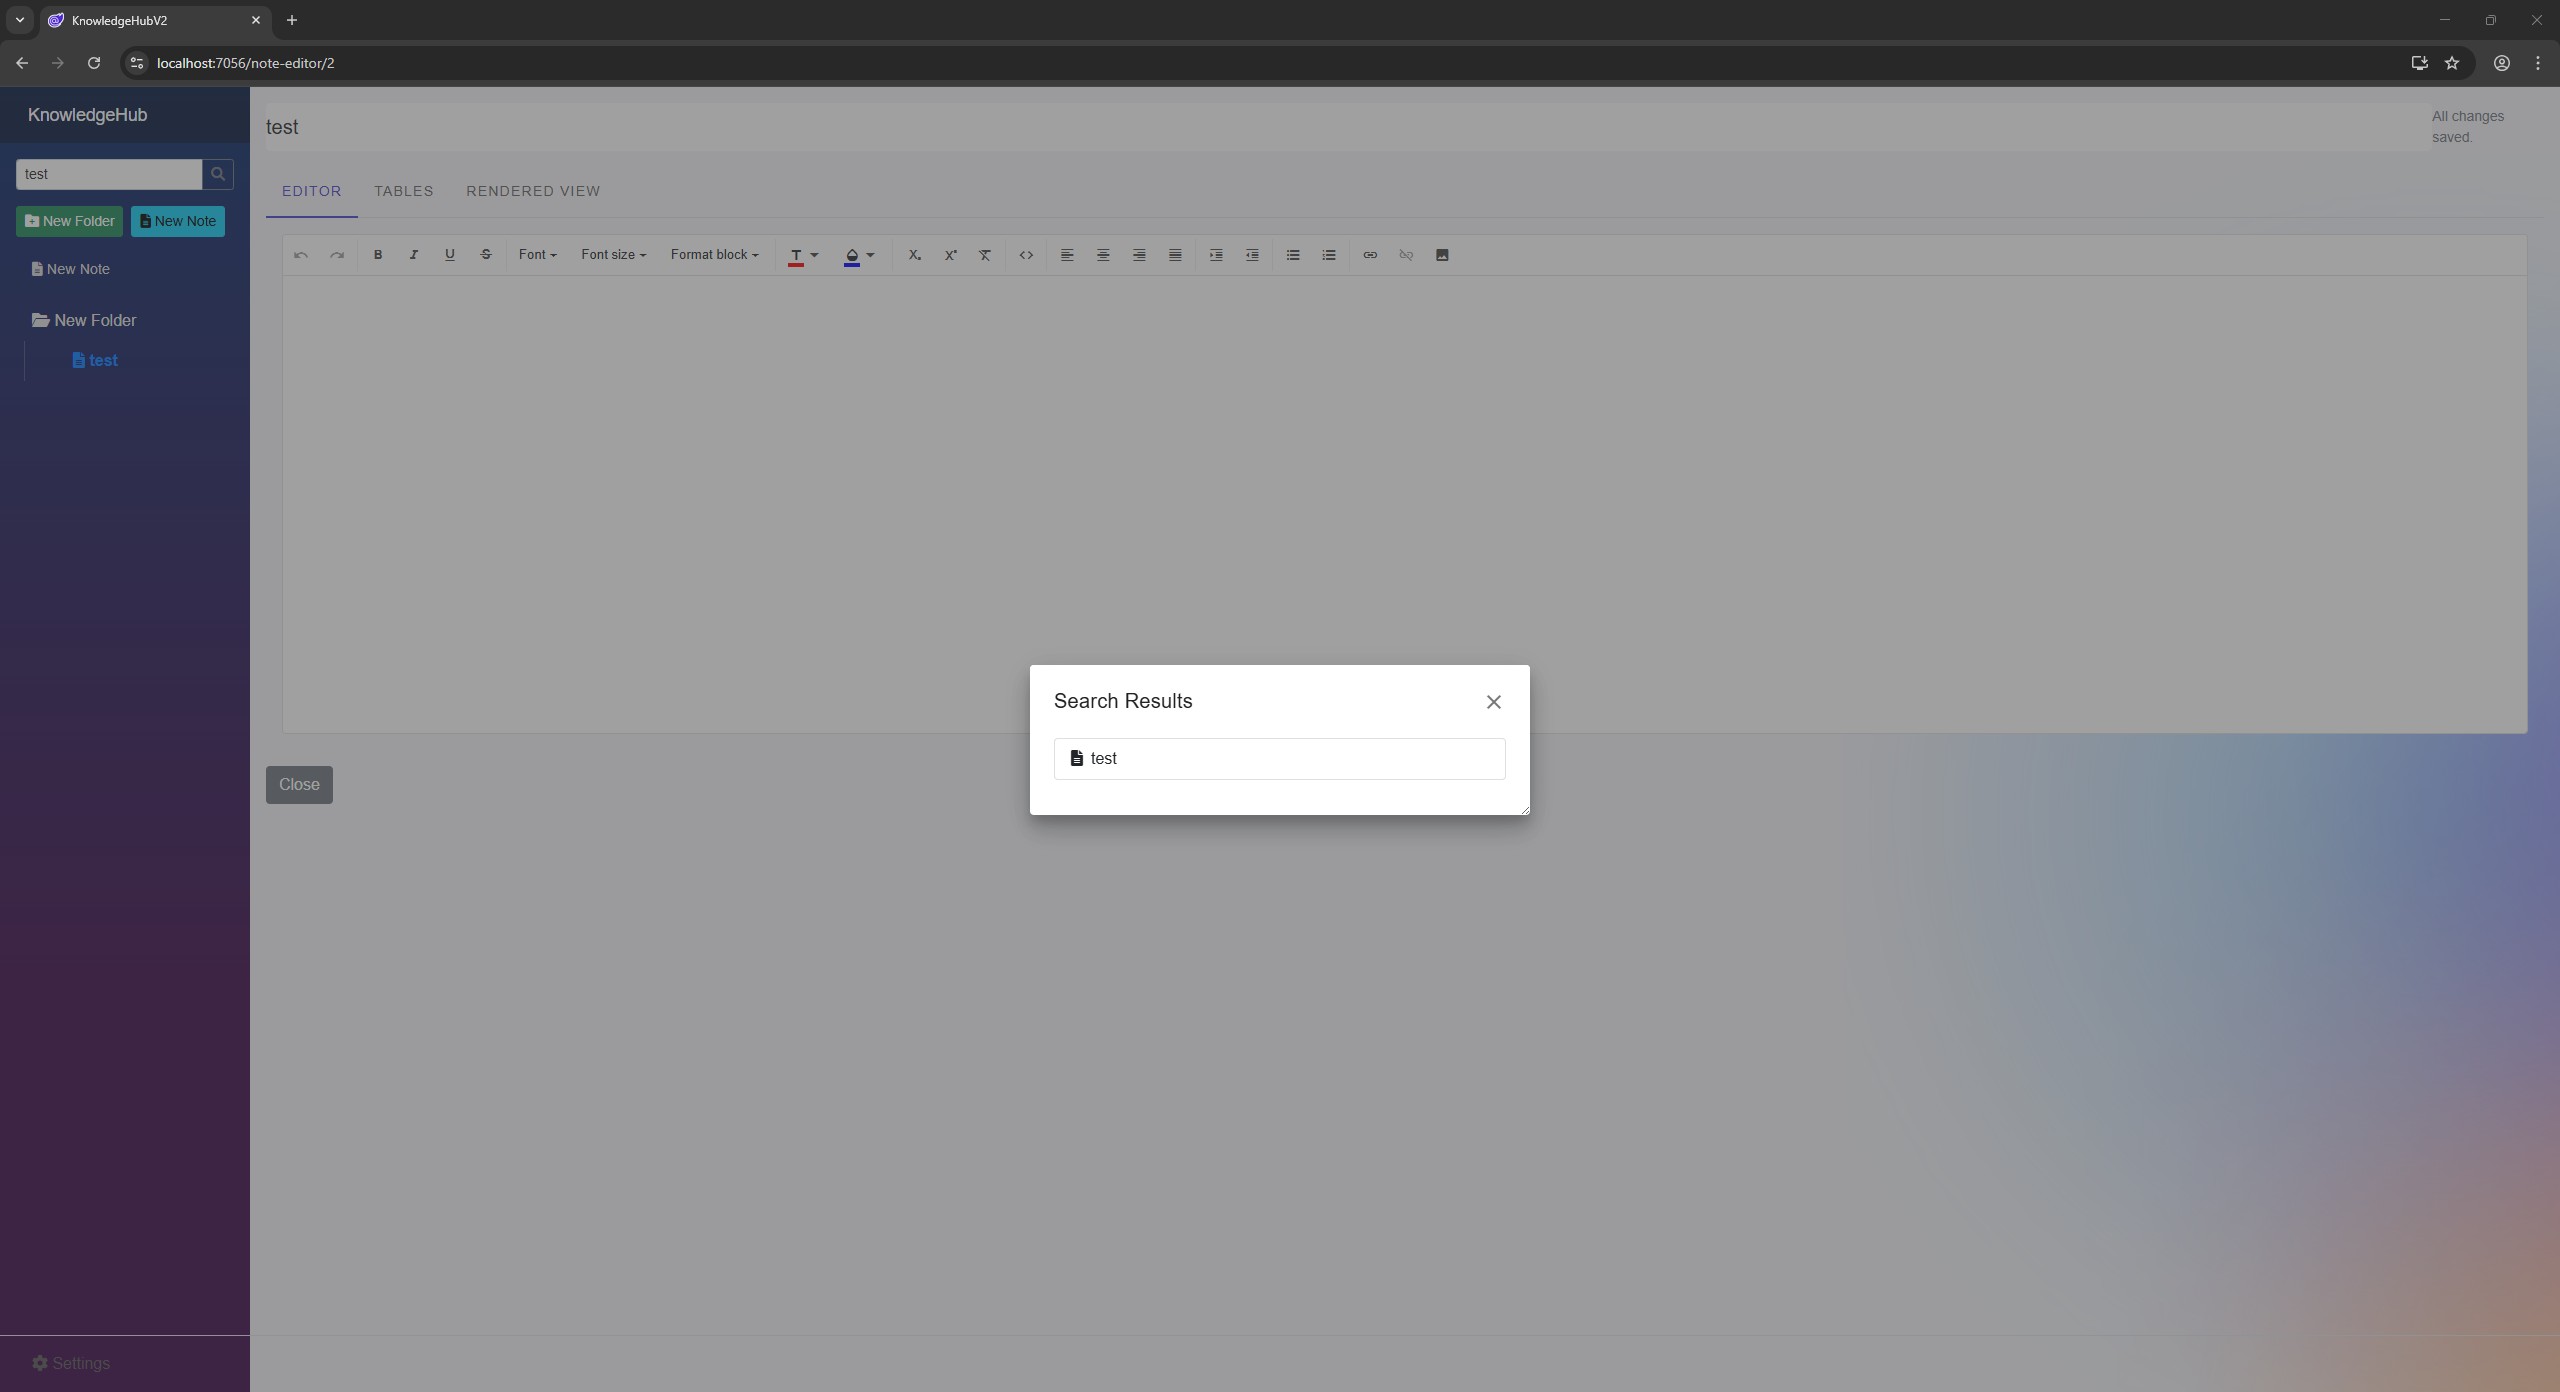 KnowledgeHubV2
localhost:7056/note-editor/2
KnowledgeHub
test
New Folder
New Note
New Note
New Folder
test
Settings
test
All changes
saved.
EDITOR
TABLES
RENDERED VIEW
Font
Font size
Format block
Close
Search Results
test